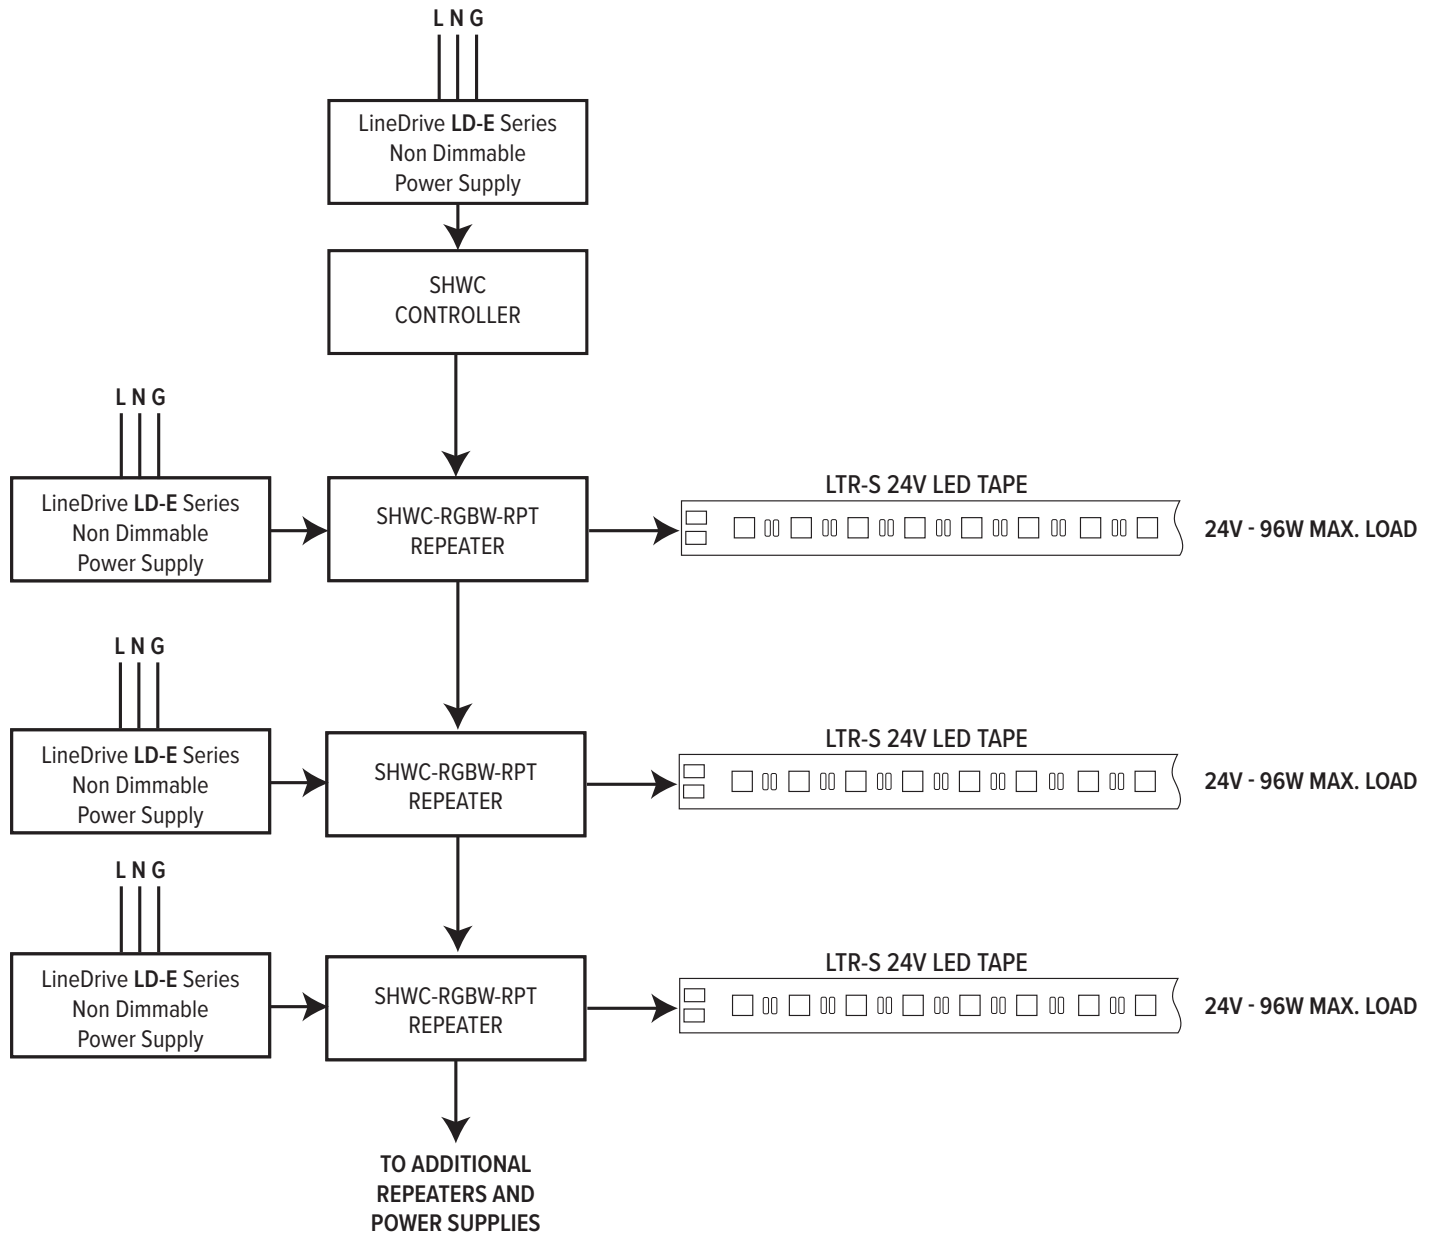 L N G
LineDrive LD-E Series
Non Dimmable
Power Supply
SHWC
CONTROLLER
L N G
LineDrive LD-E Series
Non Dimmable
Power Supply
SHWC-RGBW-RPT
REPEATER
LTR-S 24V LED TAPE
24V - 96W MAX. LOAD
L N G
LineDrive LD-E Series
Non Dimmable
Power Supply
SHWC-RGBW-RPT
REPEATER
LTR-S 24V LED TAPE
24V - 96W MAX. LOAD
L N G
LineDrive LD-E Series
Non Dimmable
Power Supply
SHWC-RGBW-RPT
REPEATER
LTR-S 24V LED TAPE
24V - 96W MAX. LOAD
TO ADDITIONAL
REPEATERS AND
POWER SUPPLIES